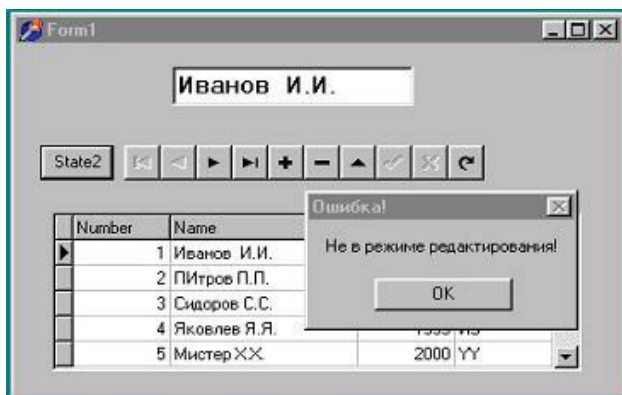 Form1
Иванов И.И.
State2
Ошибка!
Number Name
Не в режиме редактирования!
1 Иванов И.И.
2 ПИтров П.П.
OK
3 Сидоров С.С.
4 Яковлев Я.Я.
5 Мистер XX 2000 YY